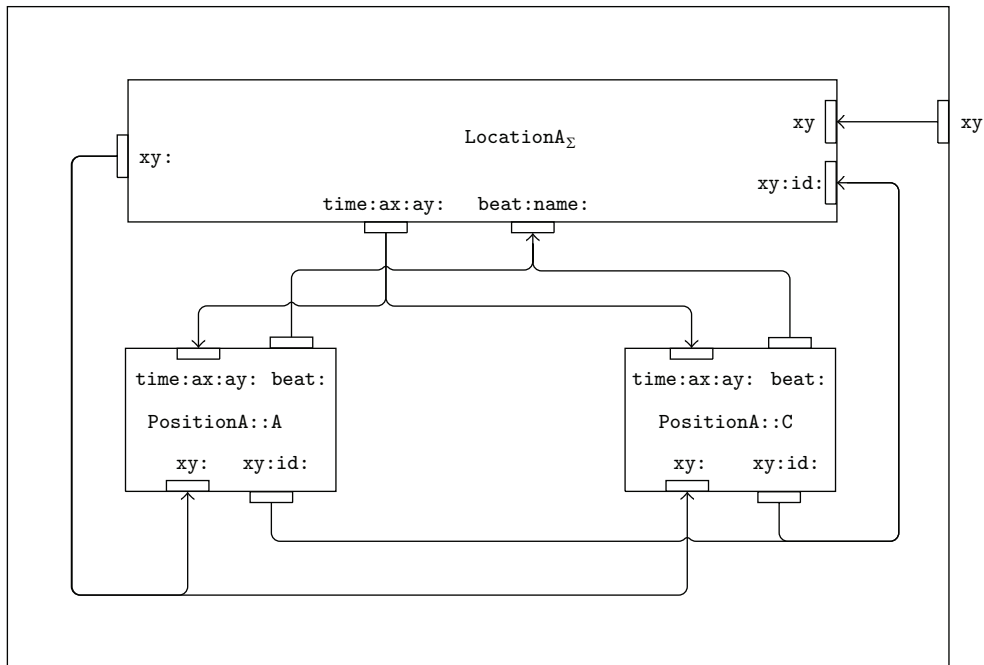 xy xy
LocationA_Σ
xy:
xy:id:
time:ax:ay: beat:name:
time:ax:ay: beat: time:ax:ay: beat:
PositionA::A PositionA::C
xy: xy:id: xy: xy:id: